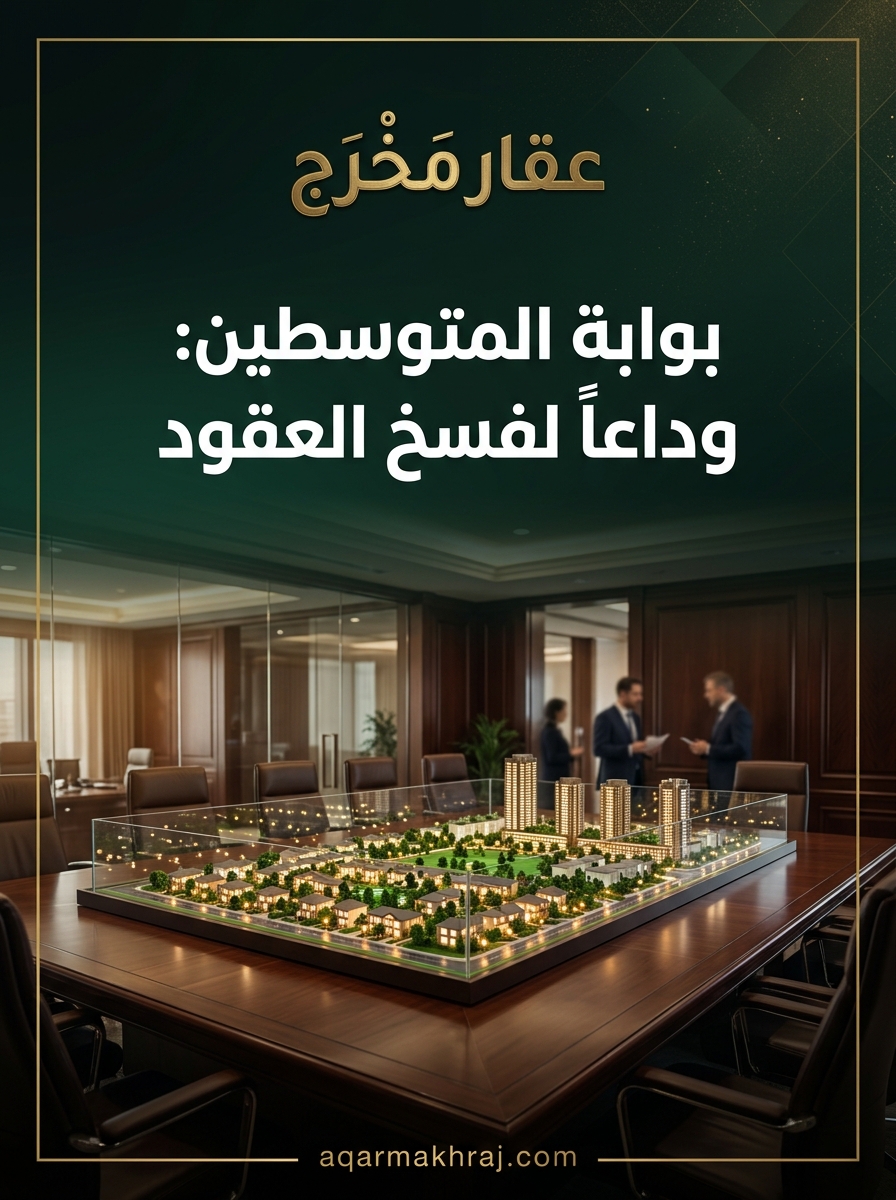 عقار مَخْرَج
بوابة المتوسطين:
وداعاً لفسخ العقود
aqarmakhraj.com